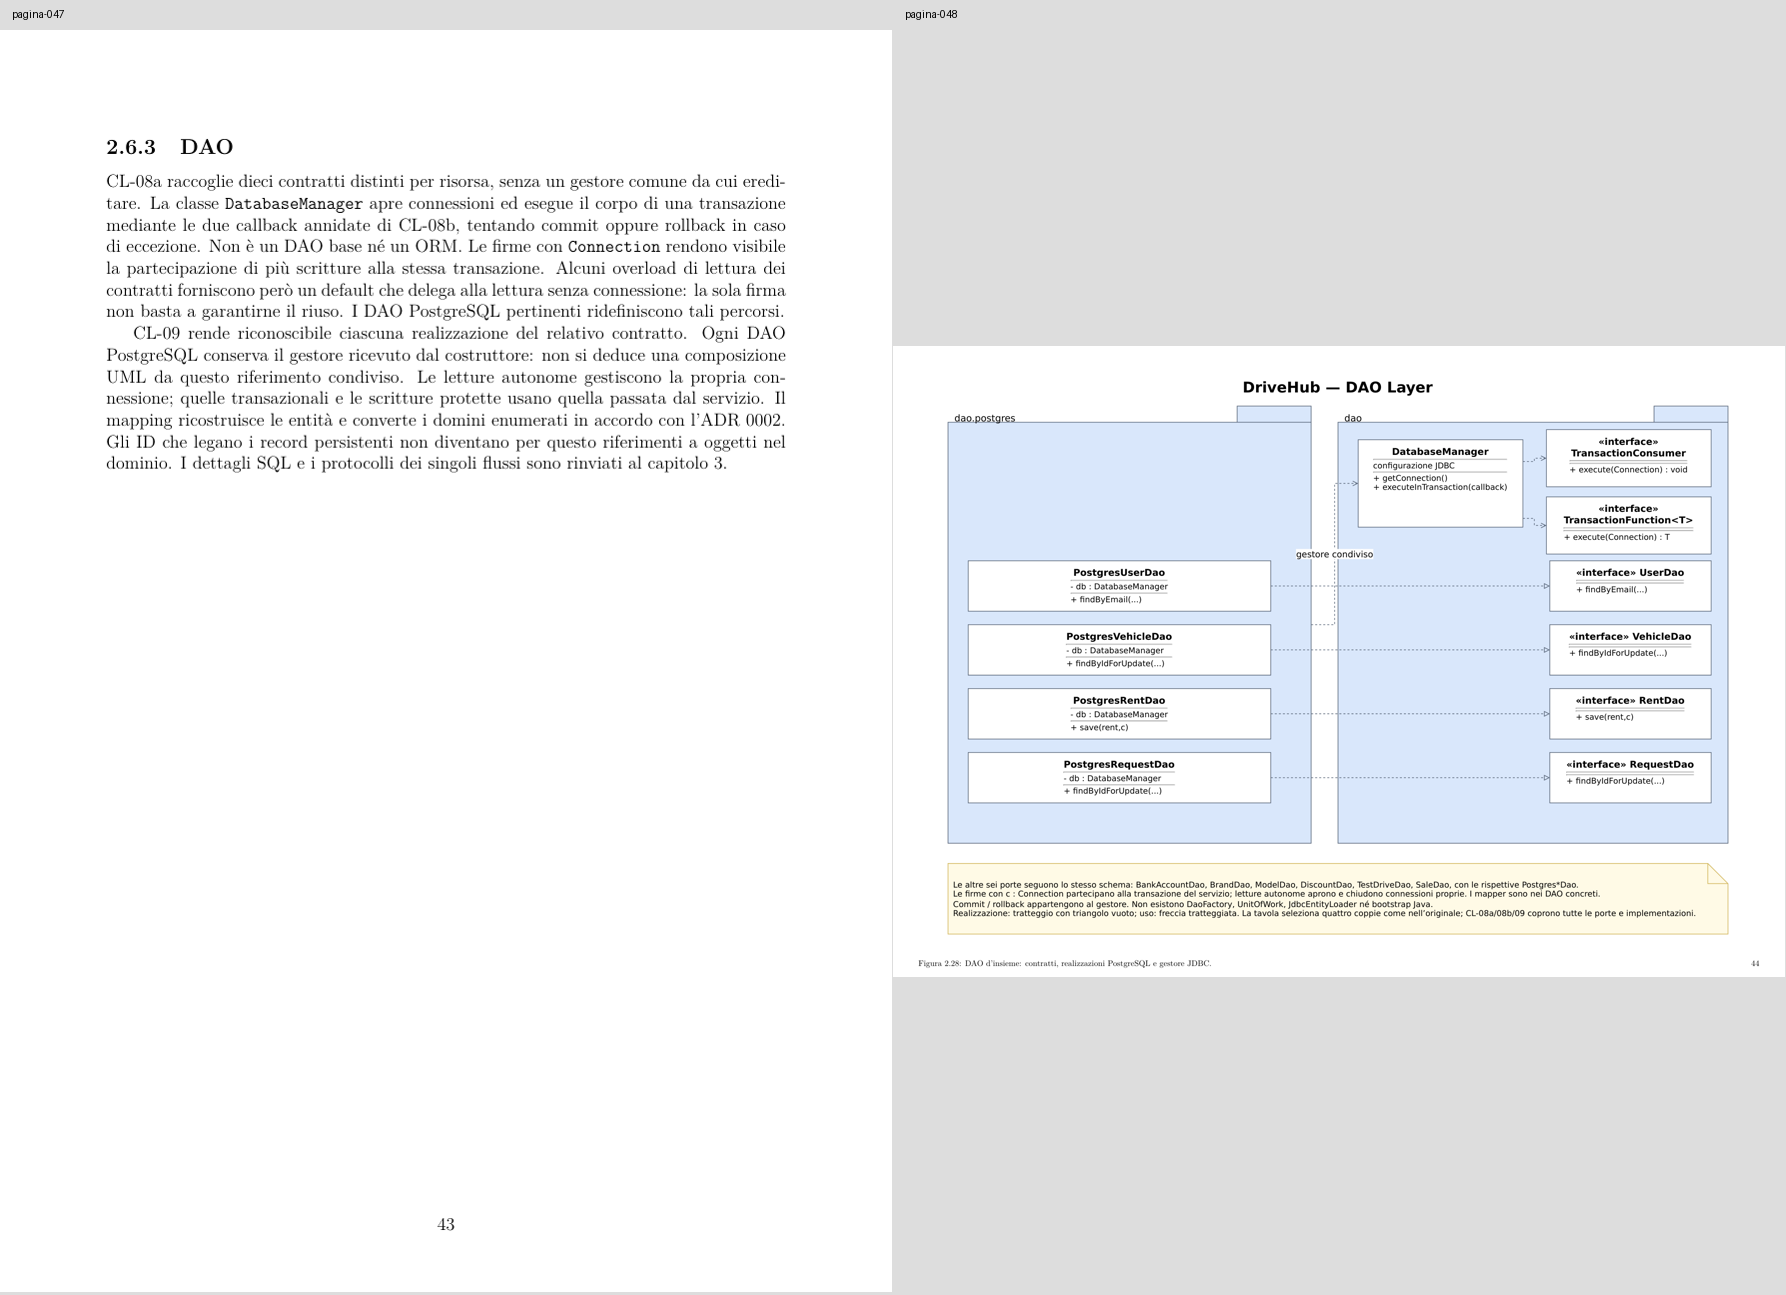 pagina-047
2.6.3 DAO
CL-08a raccoglie dieci contratti distinti per risorsa, senza un gestore comune da cui eredi-
tare. La classe DatabaseManager apre connessioni ed esegue il corpo di una transazione
mediante le due callback annidate di CL-08b, tentando commit oppure rollback in caso
di eccezione. Non è un DAO base né un ORM. Le firme con Connection rendono visibile
la partecipazione di più scritture alla stessa transazione. Alcuni overload di lettura dei
contratti forniscono però un default che delega alla lettura senza connessione: la sola firma
non basta a garantirne il riuso. I DAO PostgreSQL pertinenti ridefiniscono tali percorsi.
CL-09 rende riconoscibile ciascuna realizzazione del relativo contratto. Ogni DAO
PostgreSQL conserva il gestore ricevuto dal costruttore: non si deduce una composizione
UML da questo riferimento condiviso. Le letture autonome gestiscono la propria con-
nessione; quelle transazionali e le scritture protette usano quella passata dal servizio. Il
mapping ricostruisce le entità e converte i domini enumerati in accordo con l'ADR 0002.
Gli ID che legano i record persistenti non diventano per questo riferimenti a oggetti nel
dominio. I dettagli SQL e i protocolli dei singoli flussi sono rinviati al capitolo 3.
43
pagina-048
DriveHub — DAO Layer
dao.postgres
dao
DatabaseManager
configurazione JDBC
+ getConnection()
+ executeInTransaction(callback)
«interface»
TransactionConsumer
+ execute(Connection) : void
«interface»
TransactionFunction<T>
+ execute(Connection) : T
gestore condiviso
PostgresUserDao
- db : DatabaseManager
+ findByEmail(...)
«interface» UserDao
+ findByEmail(...)
PostgresVehicleDao
- db : DatabaseManager
+ findByIdForUpdate(...)
«interface» VehicleDao
+ findByIdForUpdate(...)
PostgresRentDao
- db : DatabaseManager
+ save(rent,c)
«interface» RentDao
+ save(rent,c)
PostgresRequestDao
- db : DatabaseManager
+ findByIdForUpdate(...)
«interface» RequestDao
+ findByIdForUpdate(...)
Le altre sei porte seguono lo stesso schema: BankAccountDao, BrandDao, ModelDao, DiscountDao, TestDriveDao, SaleDao, con le rispettive Postgres*Dao.
Le firme con c : Connection partecipano alla transazione del servizio; letture autonome aprono e chiudono connessioni proprie. I mapper sono nei DAO concreti.
Commit / rollback appartengono al gestore. Non esistono DaoFactory, UnitOfWork, JdbcEntityLoader né bootstrap Java.
Realizzazione: tratteggio con triangolo vuoto; uso: freccia tratteggiata. La tavola seleziona quattro coppie come nell'originale; CL-08a/08b/09 coprono tutte le porte e implementazioni.
Figura 2.28: DAO d'insieme: contratti, realizzazioni PostgreSQL e gestore JDBC.
44